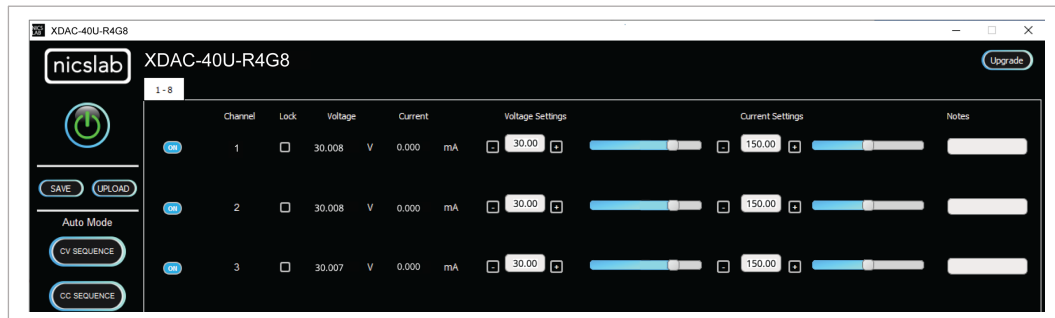 NICS LAB XDAC-40U-R4G8
nicslab XDAC-40U-R4G8 Upgrade
1 - 8
Channel Lock Voltage Current Voltage Settings Current Settings Notes
ON 1 30.008 V 0.000 mA - 30.00 + - 150.00 +
SAVE UPLOAD
ON 2 30.008 V 0.000 mA - 30.00 + - 150.00 +
Auto Mode
CV SEQUENCE
ON 3 30.007 V 0.000 mA - 30.00 + - 150.00 +
CC SEQUENCE